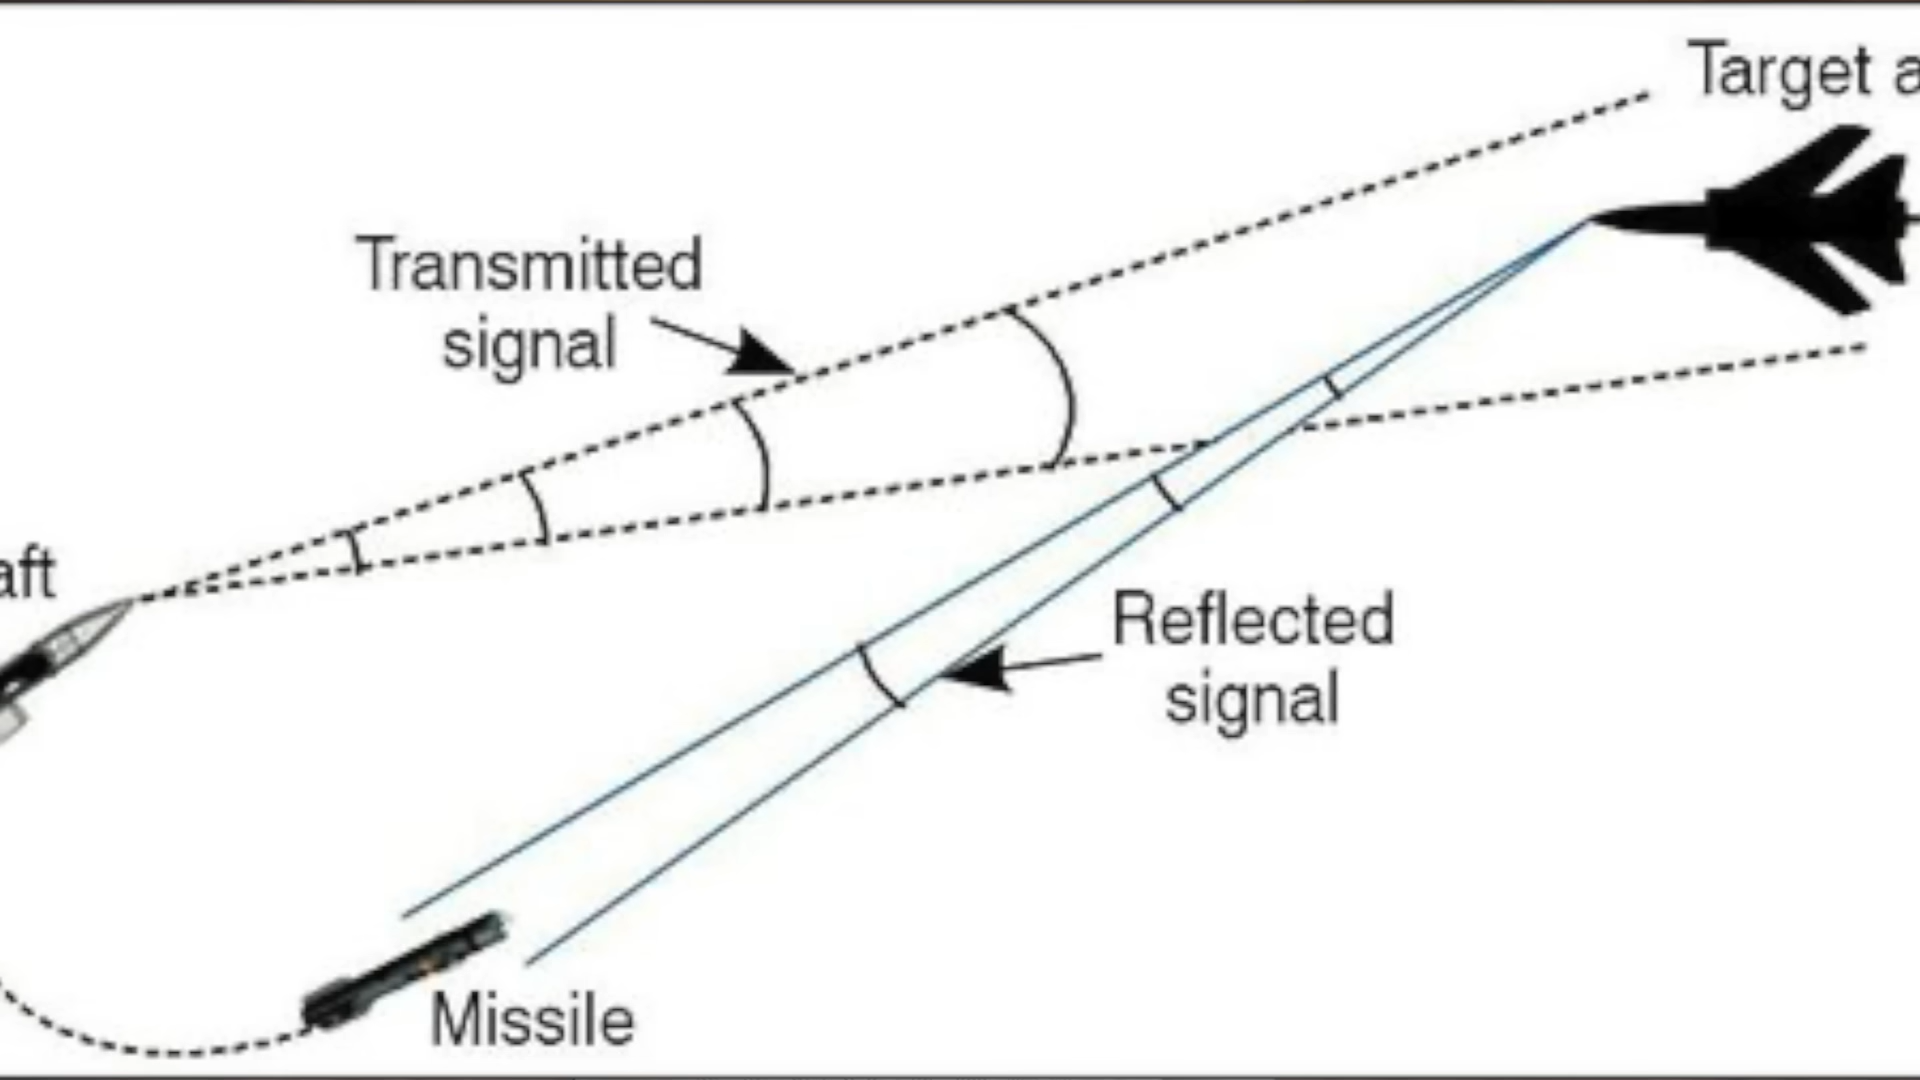 Target a
Transmitted
signal
aft
Reflected
signal
Missile